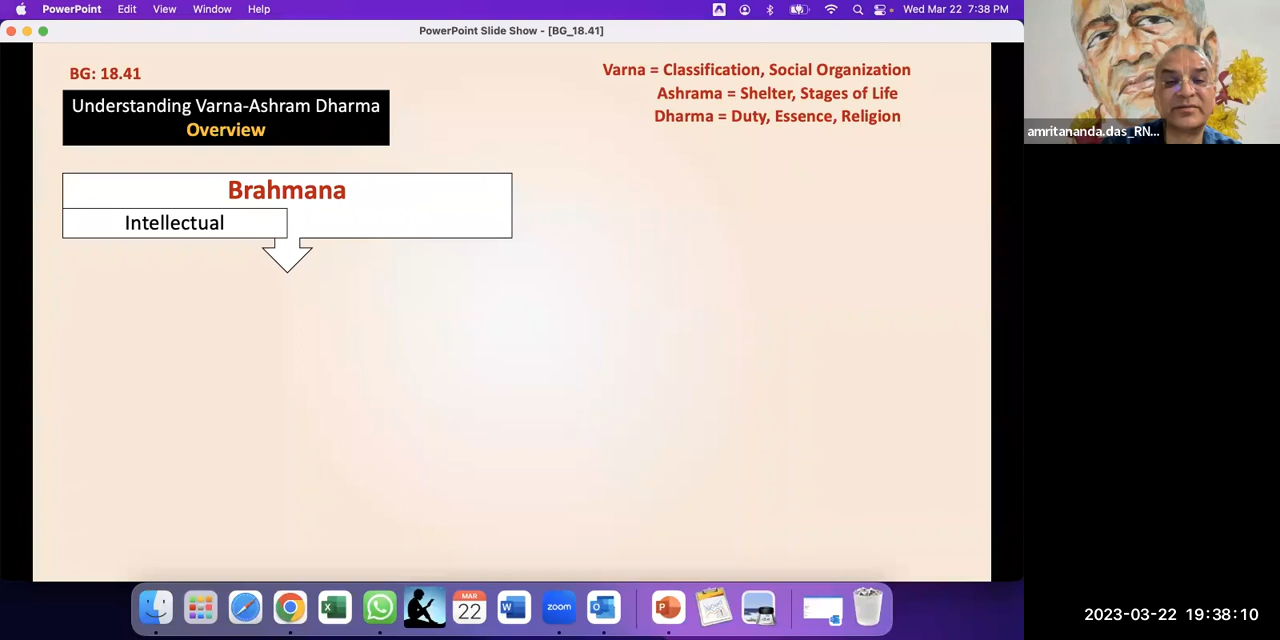 PowerPoint Edit View Window Help Wed Mar 22 7:38 PM
PowerPoint Slide Show - [BG_18.41]
BG: 18.41
Understanding Varna-Ashram Dharma
Overview
Varna = Classification, Social Organization
Ashrama = Shelter, Stages of Life
Dharma = Duty, Essence, Religion
Brahmana
Intellectual
amritananda.das_RN...
MAR
22
zoom
2023-03-22 19:38:10